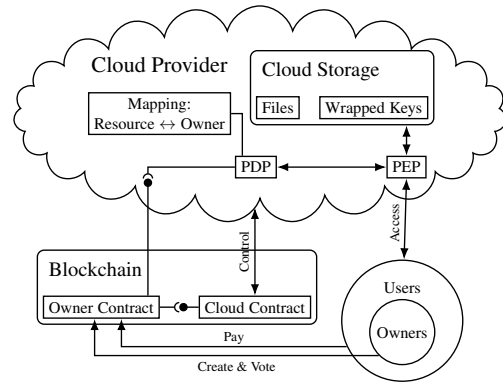 Cloud Provider
Cloud Storage
Files
Wrapped Keys
Mapping:
Resource ↔ Owner
PDP
PEP
Control
Access
Blockchain
Owner Contract
Cloud Contract
Users
Owners
Pay
Create & Vote